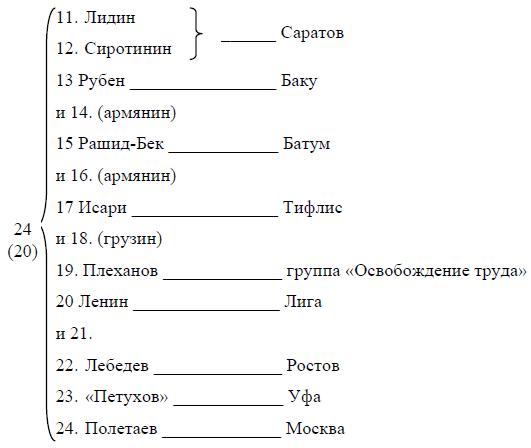 11. Лидин
12. Сиротинин ______ Саратов
13 Рубен ________________ Баку
и 14. (армянин)
15 Рашид-Бек ____________ Батум
и 16. (армянин)
17 Исари ________________ Тифлис
24
(20)
и 18. (грузин)
19. Плеханов _____________ группа «Освобождение труда»
20 Ленин ________________ Лига
и 21.
22. Лебедев ______________ Ростов
23. «Петухов» ____________ Уфа
24. Полетаев _____________ Москва